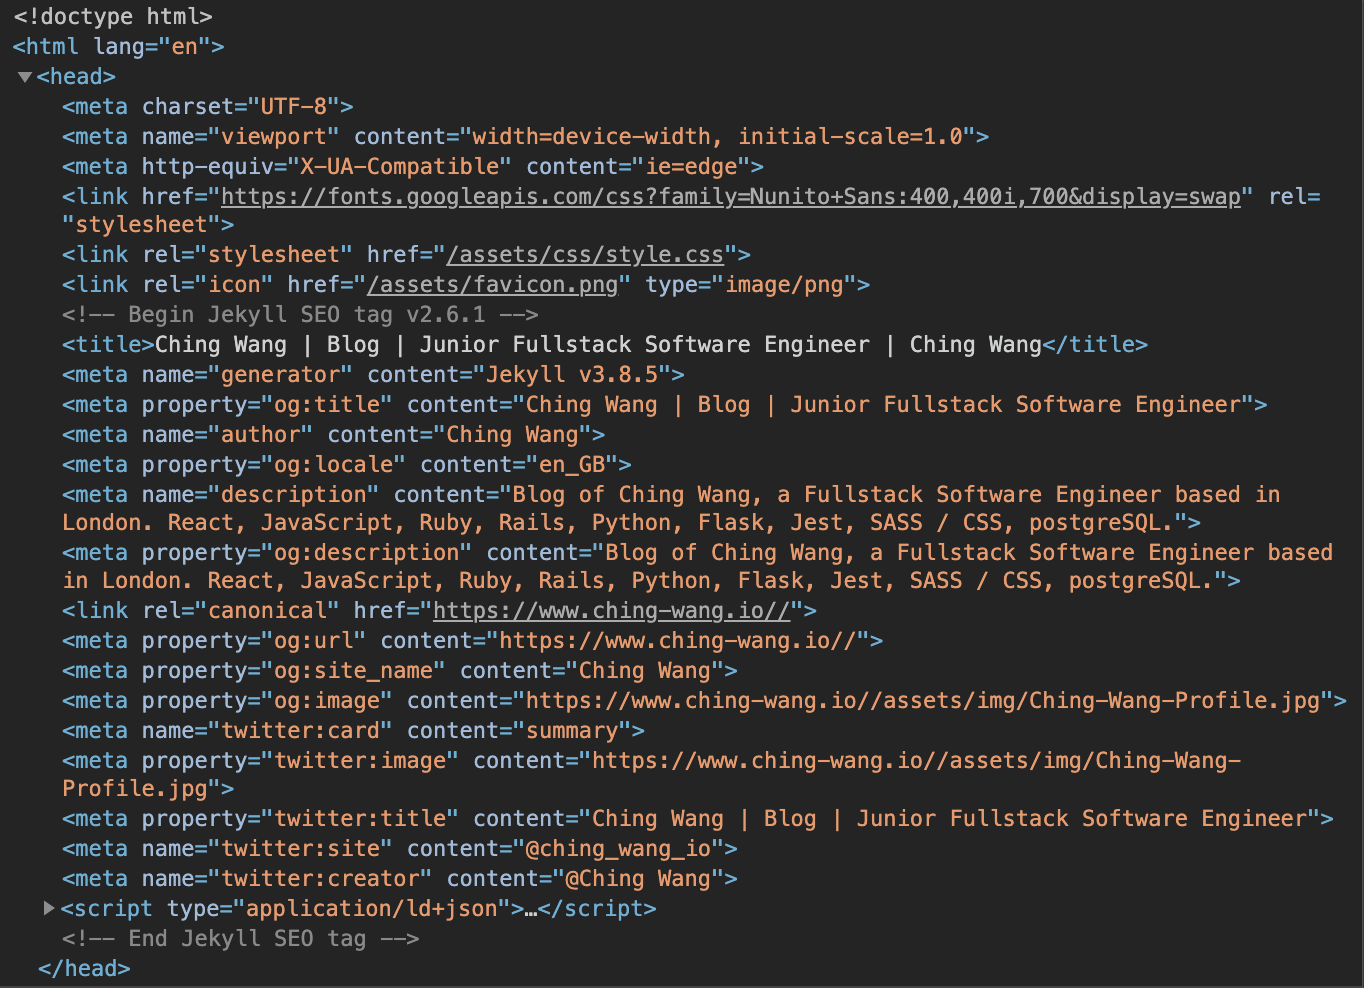 <!doctype html>
<html lang="en">
▼<head>
<meta charset="UTF-8">
<meta name="viewport" content="width=device-width, initial-scale=1.0">
<meta http-equiv="X-UA-Compatible" content="ie=edge">
<link href="https://fonts.googleapis.com/css?family=Nunito+Sans:400,400i,700&display=swap" rel=
"stylesheet">
<link rel="stylesheet" href="/assets/css/style.css">
<link rel="icon" href="/assets/favicon.png" type="image/png">
<!-- Begin Jekyll SEO tag v2.6.1 -->
<title>Ching Wang | Blog | Junior Fullstack Software Engineer | Ching Wang</title>
<meta name="generator" content="Jekyll v3.8.5">
<meta property="og:title" content="Ching Wang | Blog | Junior Fullstack Software Engineer">
<meta name="author" content="Ching Wang">
<meta property="og:locale" content="en_GB">
<meta name="description" content="Blog of Ching Wang, a Fullstack Software Engineer based in
London. React, JavaScript, Ruby, Rails, Python, Flask, Jest, SASS / CSS, postgreSQL.">
<meta property="og:description" content="Blog of Ching Wang, a Fullstack Software Engineer based
in London. React, JavaScript, Ruby, Rails, Python, Flask, Jest, SASS / CSS, postgreSQL.">
<link rel="canonical" href="https://www.ching-wang.io//">
<meta property="og:url" content="https://www.ching-wang.io//">
<meta property="og:site_name" content="Ching Wang">
<meta property="og:image" content="https://www.ching-wang.io//assets/img/Ching-Wang-Profile.jpg">
<meta name="twitter:card" content="summary">
<meta property="twitter:image" content="https://www.ching-wang.io//assets/img/Ching-Wang-
Profile.jpg">
<meta property="twitter:title" content="Ching Wang | Blog | Junior Fullstack Software Engineer">
<meta name="twitter:site" content="@ching_wang_io">
<meta name="twitter:creator" content="@Ching Wang">
▶<script type="application/ld+json">…</script>
<!-- End Jekyll SEO tag -->
</head>